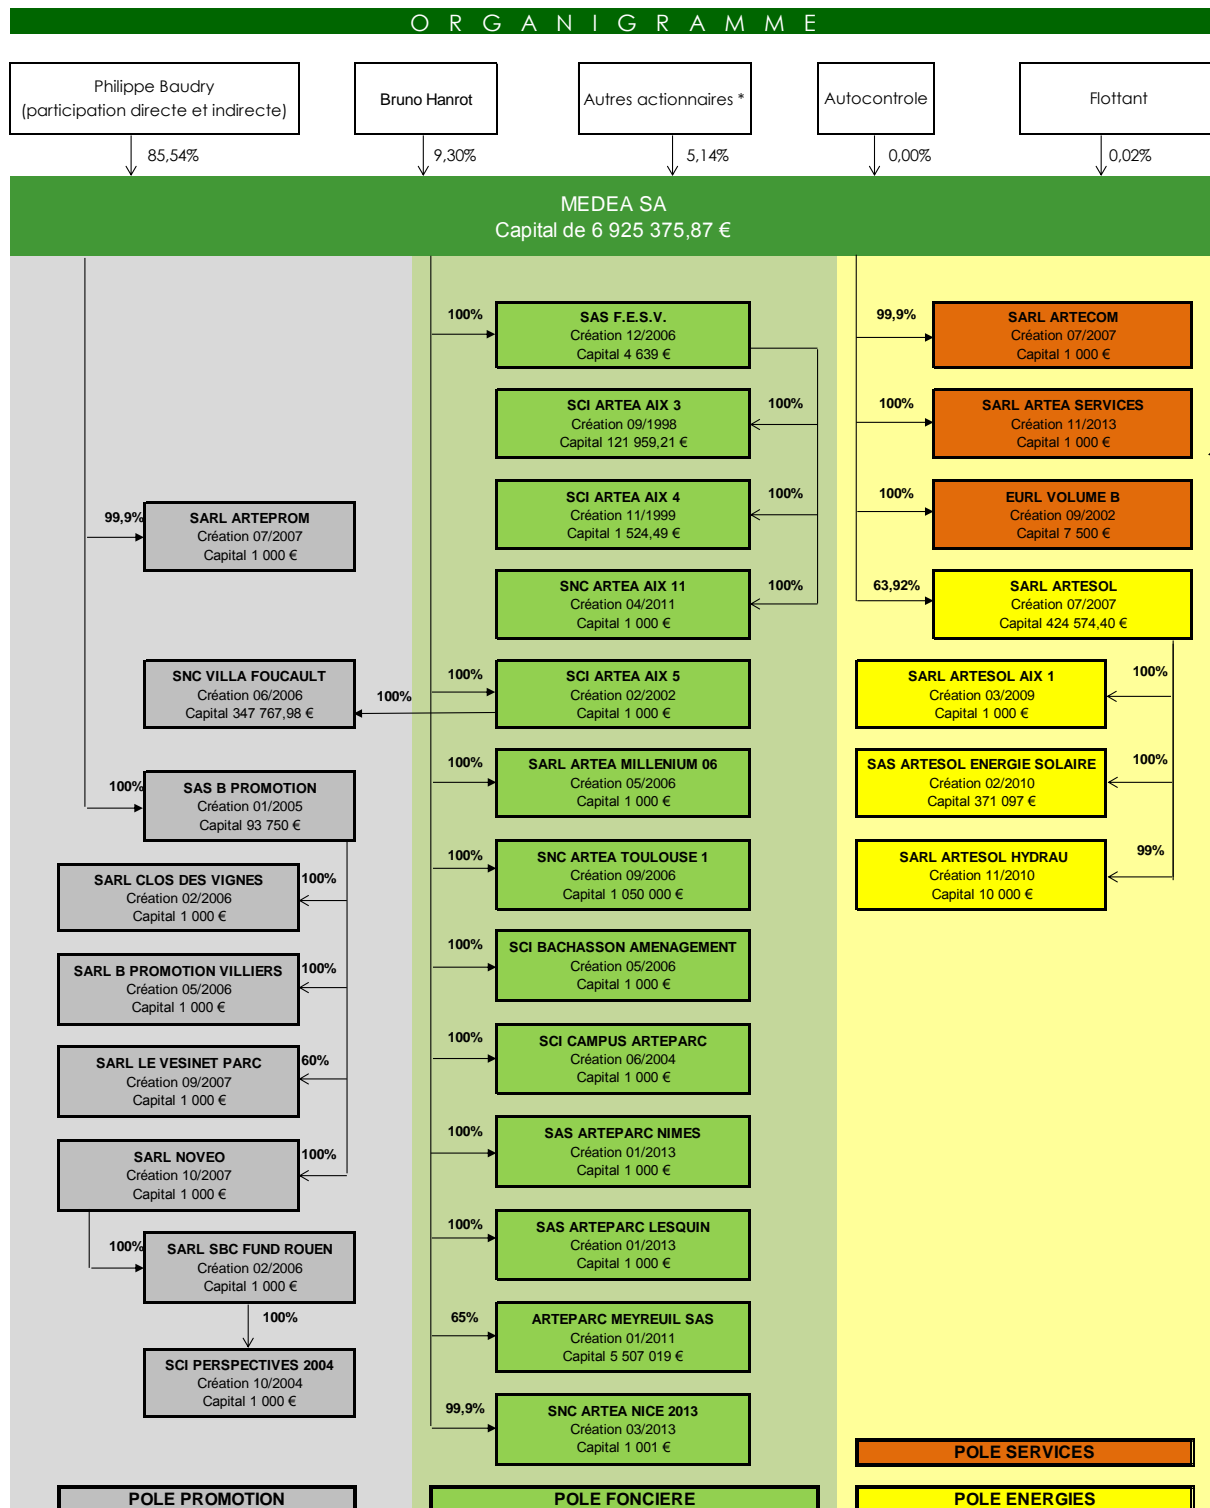 O R G A N I G R A M M E
Philippe Baudry
(participation directe et indirecte)
Bruno Hanrot
Autres actionnaires *
Autocontrole
Flottant
85,54%
9,30%
5,14%
0,00%
0,02%
MEDEA SA
Capital de 6 925 375,87 €
99,9%
SARL ARTEPROM
Création 07/2007
Capital 1 000 €
SNC VILLA FOUCAULT
Création 06/2006
Capital 347 767,98 €
100%
100%
SAS B PROMOTION
Création 01/2005
Capital 93 750 €
SARL CLOS DES VIGNES
Création 02/2006
Capital 1 000 €
100%
SARL B PROMOTION VILLIERS
Création 05/2006
Capital 1 000 €
100%
SARL LE VESINET PARC
Création 09/2007
Capital 1 000 €
60%
SARL NOVEO
Création 10/2007
Capital 1 000 €
100%
100%
SARL SBC FUND ROUEN
Création 02/2006
Capital 1 000 €
100%
SCI PERSPECTIVES 2004
Création 10/2004
Capital 1 000 €
POLE PROMOTION
100%
SAS F.E.S.V.
Création 12/2006
Capital 4 639 €
SCI ARTEA AIX 3
Création 09/1998
Capital 121 959,21 €
100%
SCI ARTEA AIX 4
Création 11/1999
Capital 1 524,49 €
100%
SNC ARTEA AIX 11
Création 04/2011
Capital 1 000 €
100%
100%
SCI ARTEA AIX 5
Création 02/2002
Capital 1 000 €
100%
SARL ARTEA MILLENIUM 06
Création 05/2006
Capital 1 000 €
100%
SNC ARTEA TOULOUSE 1
Création 09/2006
Capital 1 050 000 €
100%
SCI BACHASSON AMENAGEMENT
Création 05/2006
Capital 1 000 €
100%
SCI CAMPUS ARTEPARC
Création 06/2004
Capital 1 000 €
100%
SAS ARTEPARC NIMES
Création 01/2013
Capital 1 000 €
100%
SAS ARTEPARC LESQUIN
Création 01/2013
Capital 1 000 €
65%
ARTEPARC MEYREUIL SAS
Création 01/2011
Capital 5 507 019 €
99,9%
SNC ARTEA NICE 2013
Création 03/2013
Capital 1 001 €
POLE FONCIERE
99,9%
SARL ARTECOM
Création 07/2007
Capital 1 000 €
100%
SARL ARTEA SERVICES
Création 11/2013
Capital 1 000 €
100%
EURL VOLUME B
Création 09/2002
Capital 7 500 €
63,92%
SARL ARTESOL
Création 07/2007
Capital 424 574,40 €
SARL ARTESOL AIX 1
Création 03/2009
Capital 1 000 €
100%
SAS ARTESOL ENERGIE SOLAIRE
Création 02/2010
Capital 371 097 €
100%
SARL ARTESOL HYDRAU
Création 11/2010
Capital 10 000 €
99%
POLE SERVICES
POLE ENERGIES